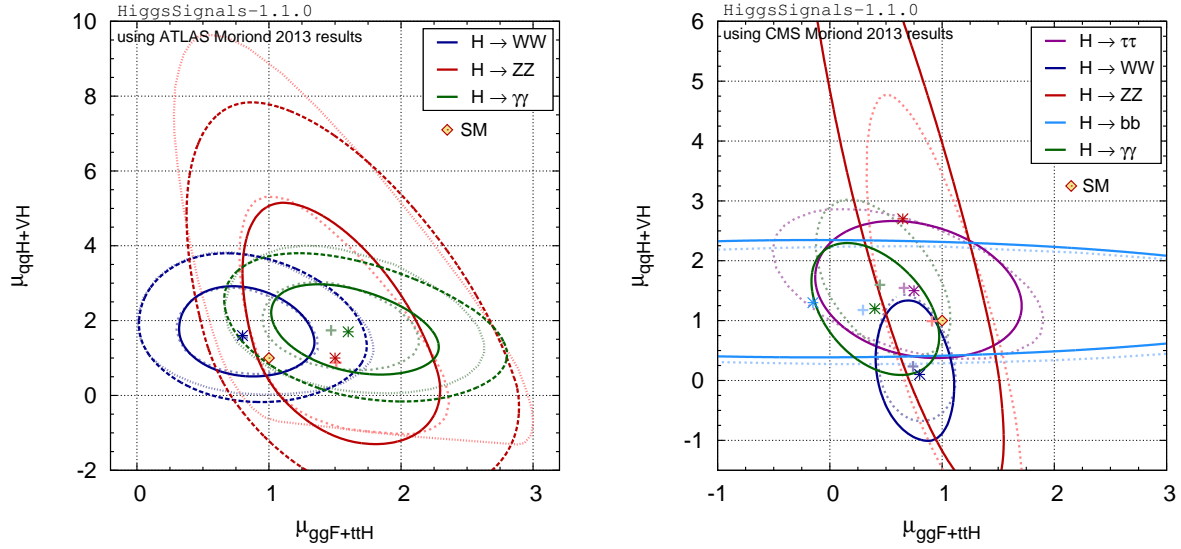 HiggsSignals-1.1.0
using ATLAS Moriond 2013 results
H → WW
H → ZZ
H → γγ
SM
10
8
6
4
2
0
-2
0
1
2
3
μqqH+VH
μggF+ttH
HiggsSignals-1.1.0
using CMS Moriond 2013 results
H → ττ
H → WW
H → ZZ
H → bb
H → γγ
SM
6
5
4
3
2
1
0
-1
-1
0
1
2
3
μqqH+VH
μggF+ttH